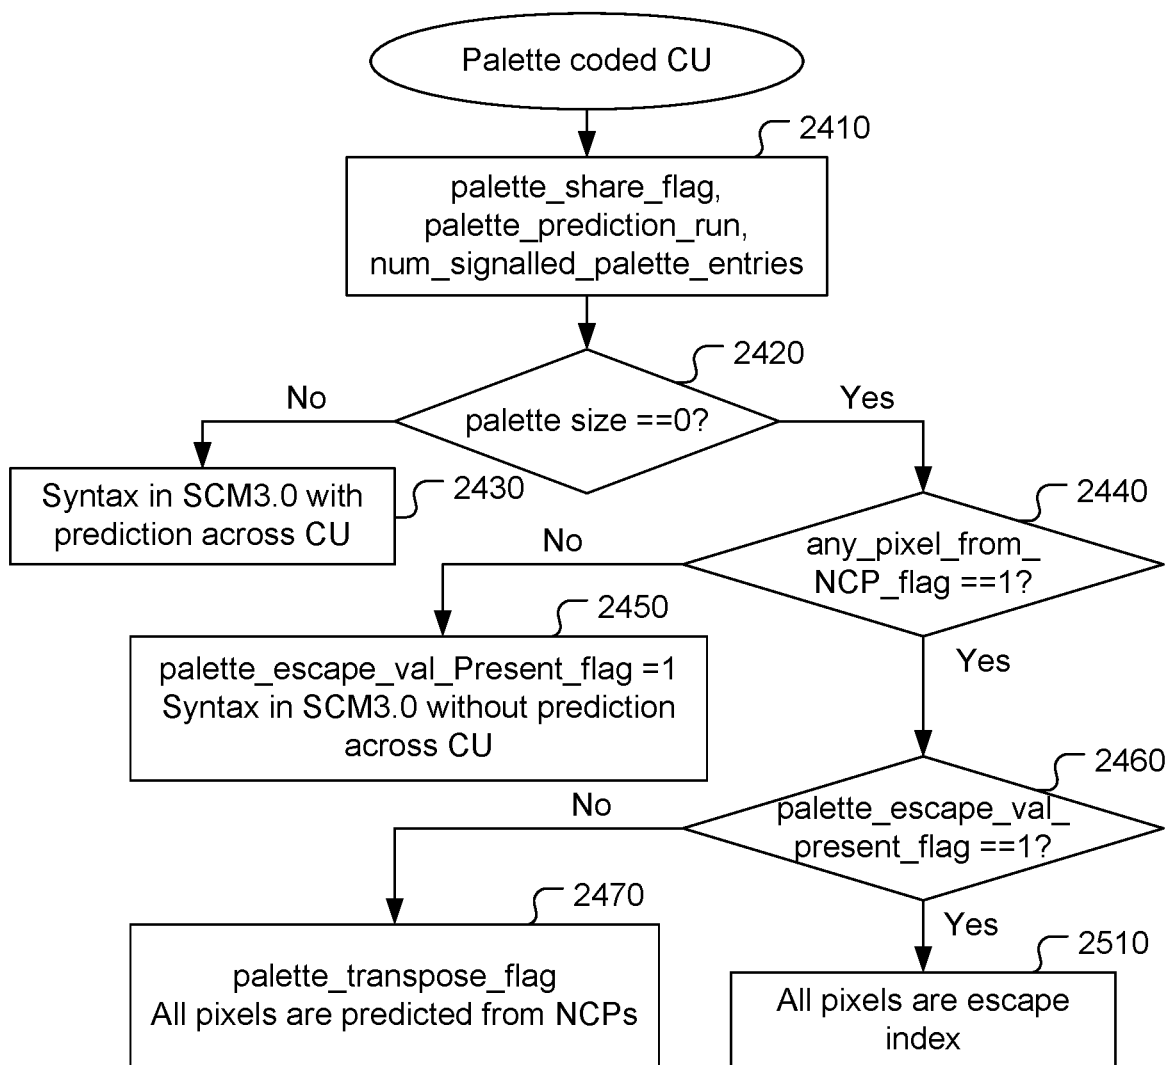 Palette coded CU
2410
palette_share_flag,
palette_prediction_run,
num_signalled_palette_entries
2420
No
palette size ==0?
Yes
Syntax in SCM3.0 with
prediction across CU
2430
2440
No
any_pixel_from_
NCP_flag ==1?
2450
palette_escape_val_Present_flag =1
Syntax in SCM3.0 without prediction
across CU
Yes
2460
No
palette_escape_val_
present_flag ==1?
2470
Yes
palette_transpose_flag
All pixels are predicted from NCPs
2510
All pixels are escape
index